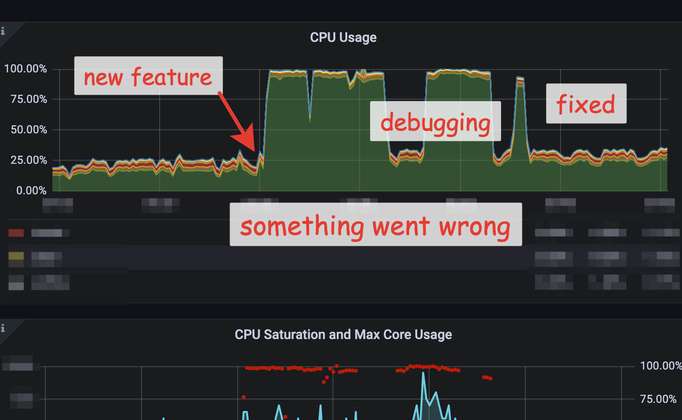 i
CPU Usage
100.00%
new feature
75.00%
fixed
debugging
50.00%
25.00%
0.00%
something went wrong
i
CPU Saturation and Max Core Usage
100.00%
75.00%